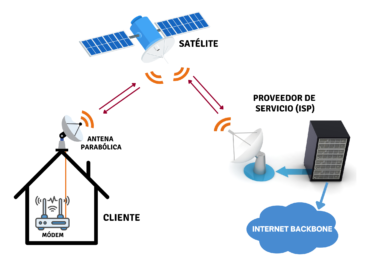 SATÉLITE
PROVEEDOR DE
SERVICIO (ISP)
ANTENA
PARABÓLICA
CLIENTE
MÓDEM
INTERNET BACKBONE